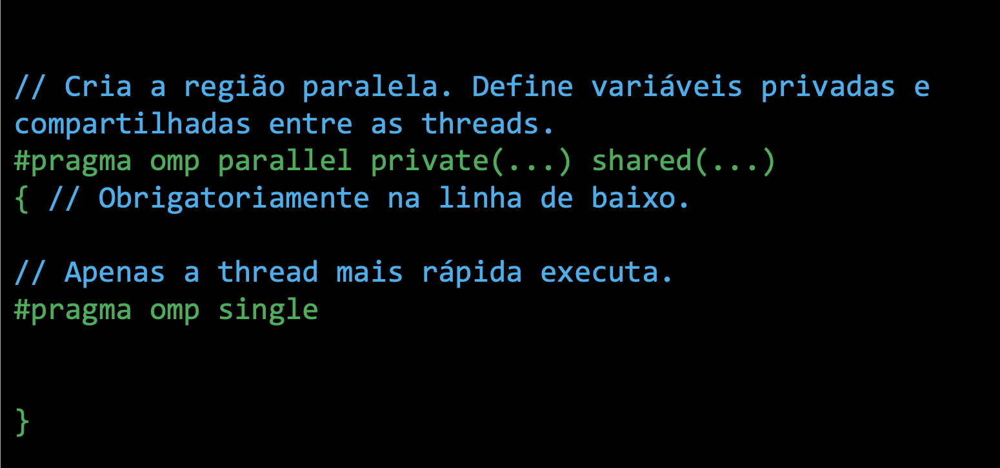 // Cria a região paralela. Define variáveis privadas e
compartilhadas entre as threads.
#pragma omp parallel private(...) shared(...)
{ // Obrigatoriamente na linha de baixo.
// Apenas a thread mais rápida executa.
#pragma omp single
}